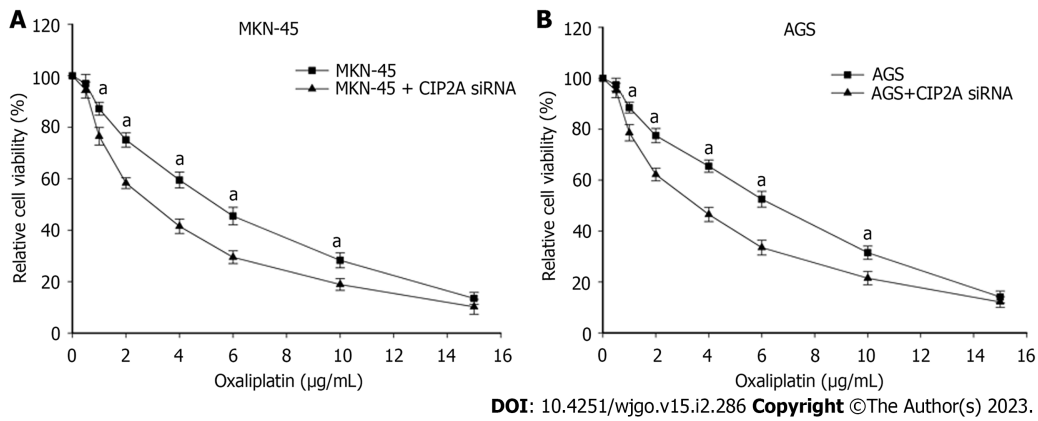 A
MKN-45
MKN-45
MKN-45 + CIP2A siRNA
Relative cell viability (%)
120
100
80
60
40
20
0
a
a
a
a
a
0 2 4 6 8 10 12 14 16
Oxaliplatin (µg/mL)
B
AGS
AGS
AGS+CIP2A siRNA
Relative cell viability (%)
120
100
80
60
40
20
0
a
a
a
a
a
0 2 4 6 8 10 12 14 16
Oxaliplatin (µg/mL)
DOI: 10.4251/wjgo.v15.i2.286 Copyright ©The Author(s) 2023.